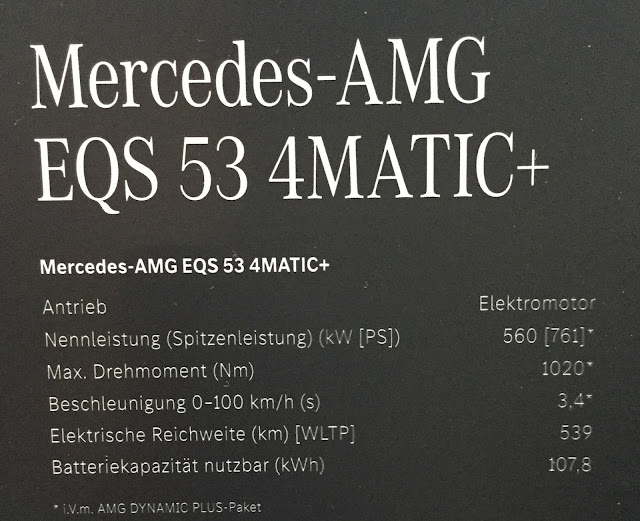 Mercedes-AMG
EQS 53 4MATIC+
Mercedes-AMG EQS 53 4MATIC+
Antrieb Elektromotor
Nennleistung (Spitzenleistung) (kW [PS]) 560 [761]*
Max. Drehmoment (Nm) 1020*
Beschleunigung 0–100 km/h (s) 3,4*
Elektrische Reichweite (km) [WLTP] 539
Batteriekapazität nutzbar (kWh) 107,8
* i.V.m. AMG DYNAMIC PLUS-Paket